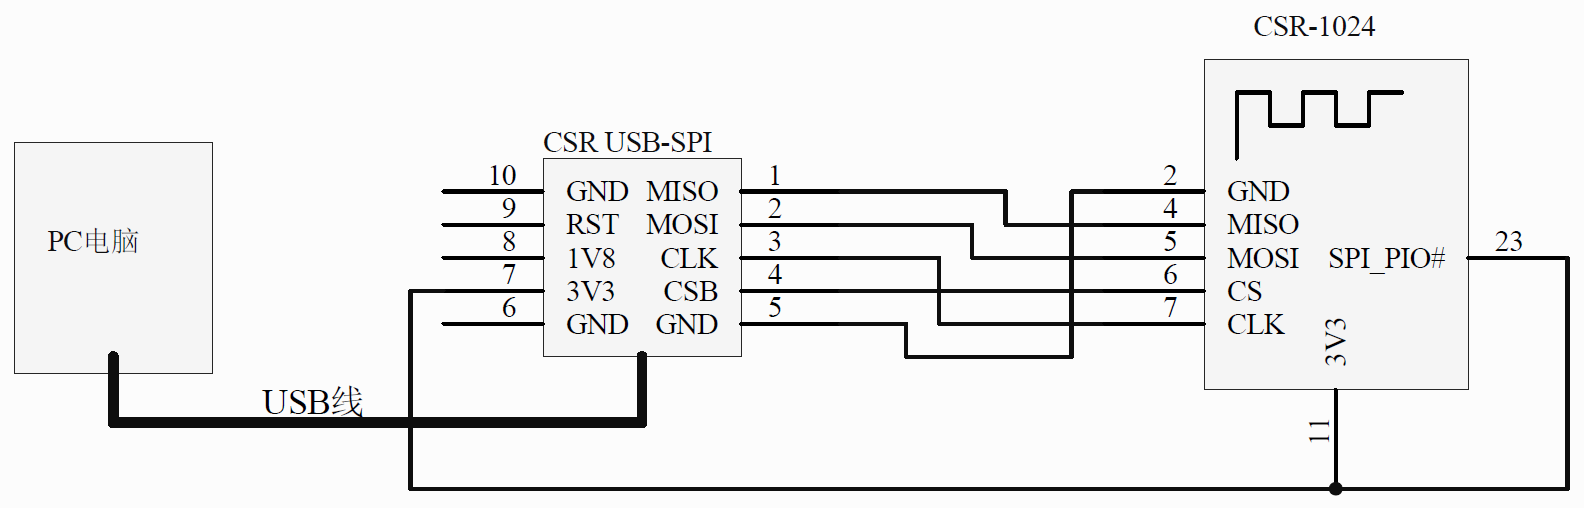 CSR-1024
CSR USB-SPI
PC电脑
USB线
10 GND MISO 1
9 RST MOSI 2
8 1V8 CLK 3
7 3V3 CSB 4
6 GND GND 5
2 GND
4 MISO
5 MOSI SPI_PIO# 23
6 CS
7 CLK
3V3
11